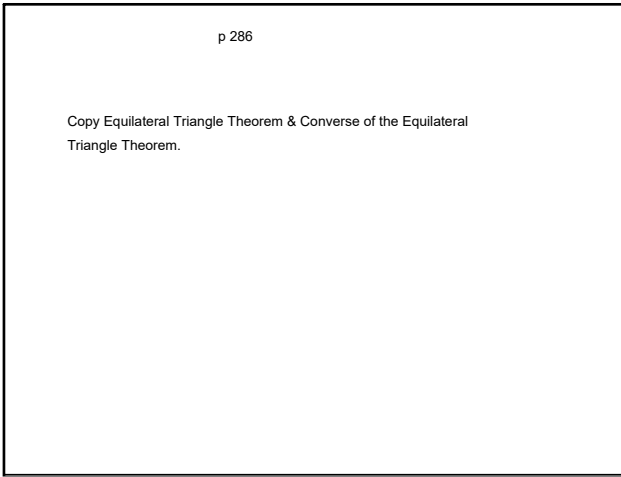 p 286
Copy Equilateral Triangle Theorem & Converse of the Equilateral
Triangle Theorem.